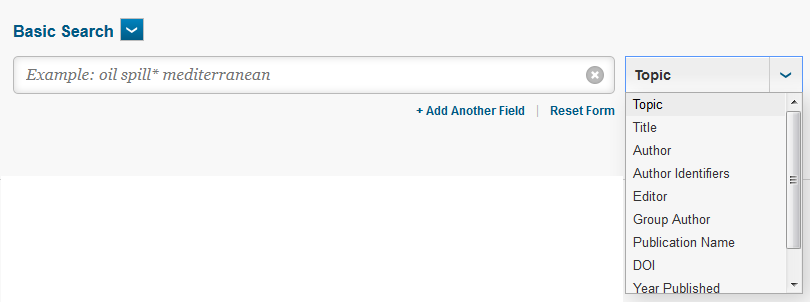 Basic Search
Example: oil spill* mediterranean
Topic
+ Add Another Field | Reset Form
Topic
Title
Author
Author Identifiers
Editor
Group Author
Publication Name
DOI
Year Published